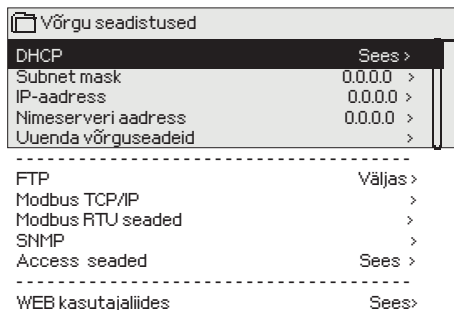 Võrgu seadistused
DHCP Sees >
Subnet mask 0.0.0.0 >
IP-aadress 0.0.0.0 >
Nimeserveri aadress 0.0.0.0 >
Uuenda võrguseadeid >
FTP Väljas >
Modbus TCP/IP >
Modbus RTU seaded >
SNMP >
Access seaded Sees >
WEB kasutajaliides Sees>